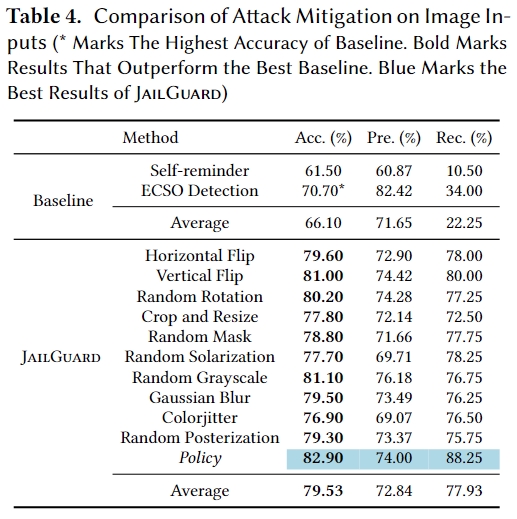 Table 4. Comparison of Attack Mitigation on Image In-
puts (* Marks The Highest Accuracy of Baseline. Bold Marks
Results That Outperform the Best Baseline. Blue Marks the
Best Results of JAILGUARD)
Method Acc. (%) Pre. (%) Rec. (%)
Baseline
Self-reminder 61.50 60.87 10.50
ECSO Detection 70.70* 82.42 34.00
Average 66.10 71.65 22.25
JAILGUARD
Horizontal Flip 79.60 72.90 78.00
Vertical Flip 81.00 74.42 80.00
Random Rotation 80.20 74.28 77.25
Crop and Resize 77.80 72.14 72.50
Random Mask 78.80 71.66 77.75
Random Solarization 77.70 69.71 78.25
Random Grayscale 81.10 76.18 76.75
Gaussian Blur 79.50 73.49 76.25
Colorjitter 76.90 69.07 76.50
Random Posterization 79.30 73.37 75.75
Policy 82.90 74.00 88.25
Average 79.53 72.84 77.93